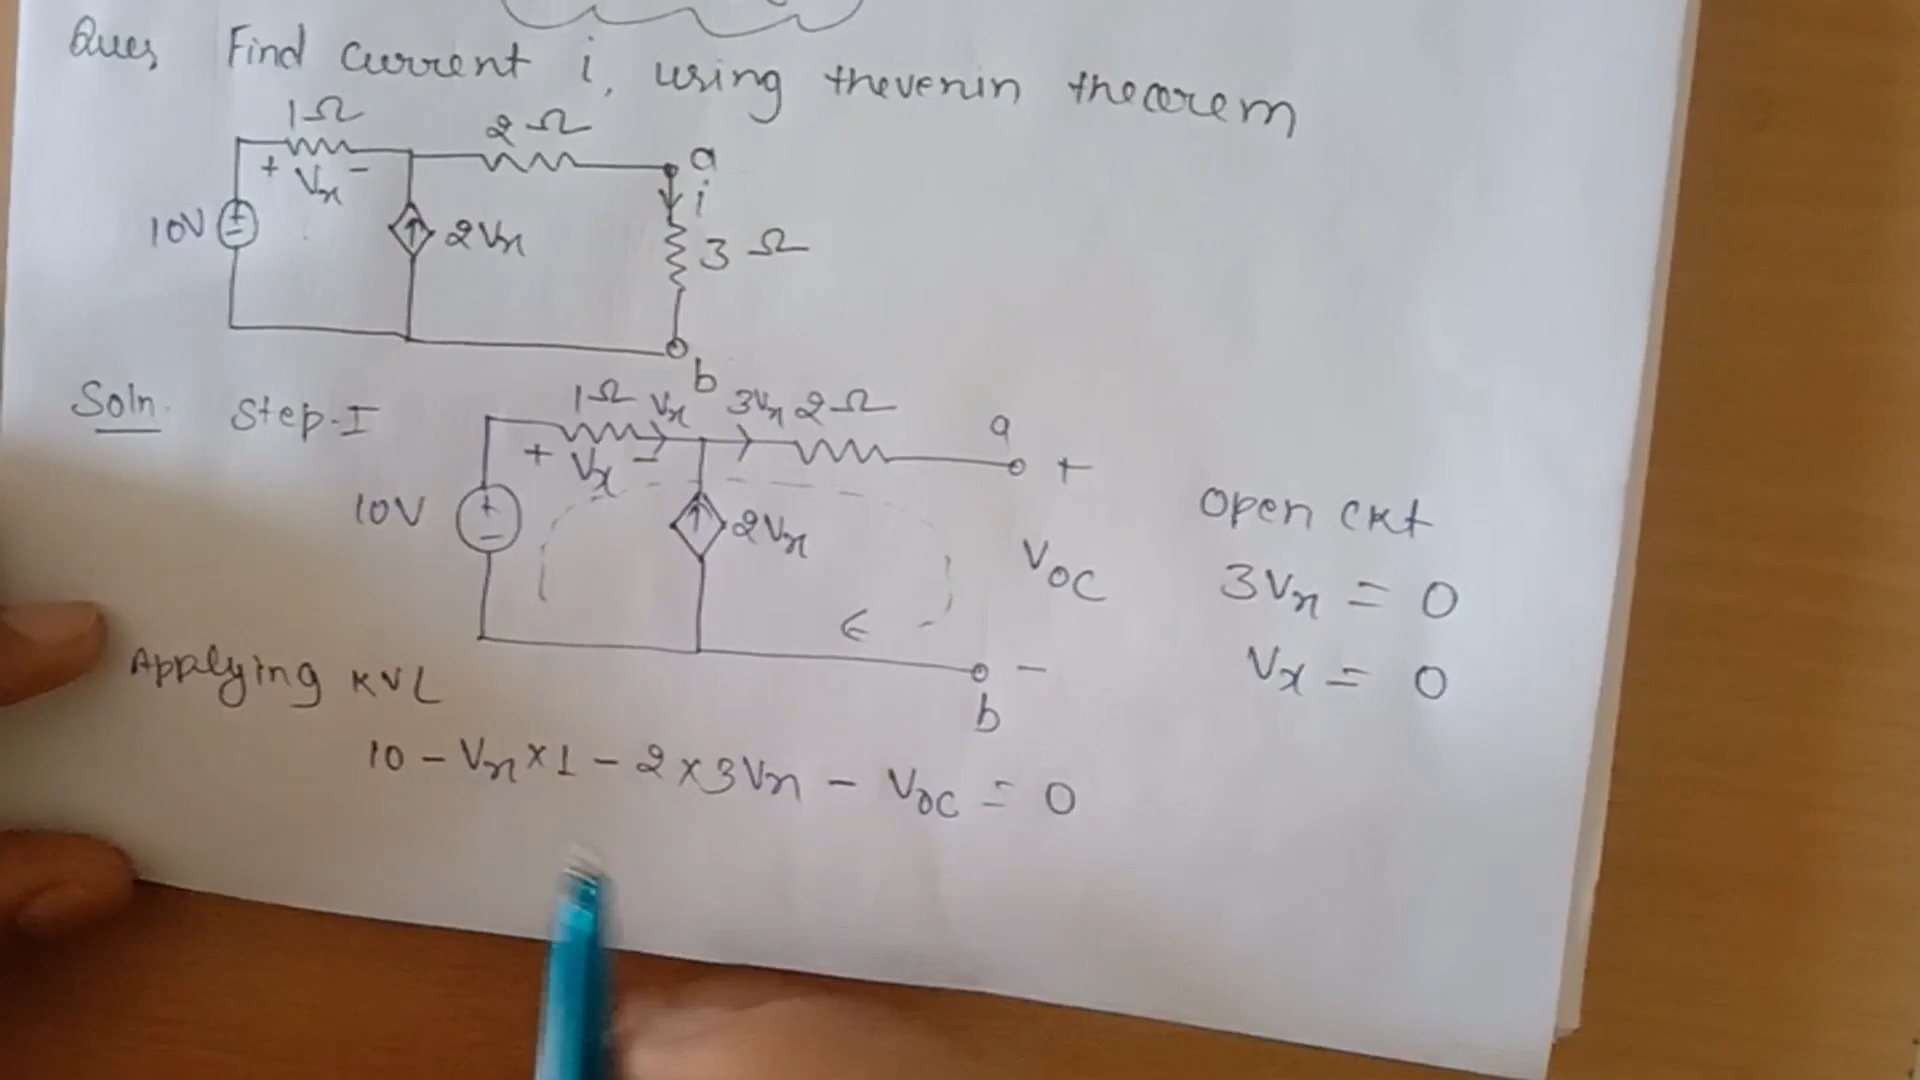 Ques Find current i, using thevenin theorem
1Ω
2Ω
a
+ Vx -
i
10V
+
-
2Vx
3 Ω
b
Soln. Step-I
1Ω Vx 3Vx 2Ω
a
+ Vx -
+
10V
+
-
2Vx
Voc
open ckt
3Vx = 0
Vx = 0
-
b
Applying KVL
10 - Vx×1 - 2×3Vx - Voc = 0